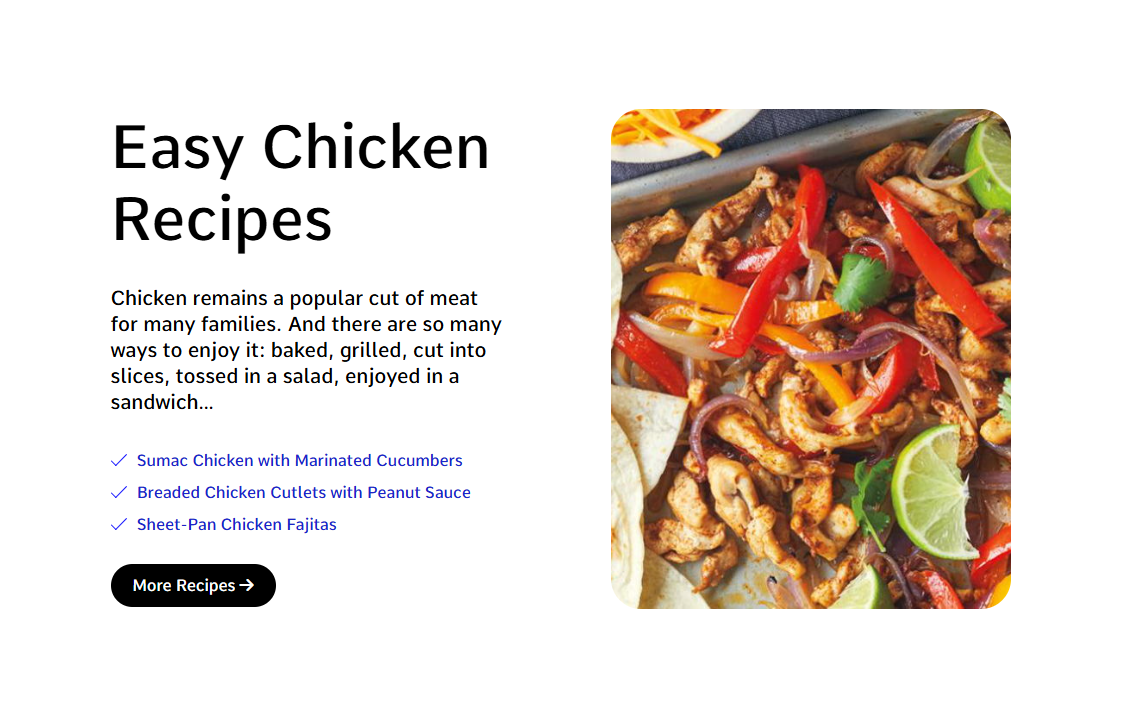 Easy Chicken
Recipes
Chicken remains a popular cut of meat
for many families. And there are so many
ways to enjoy it: baked, grilled, cut into
slices, tossed in a salad, enjoyed in a
sandwich...
Sumac Chicken with Marinated Cucumbers
Breaded Chicken Cutlets with Peanut Sauce
Sheet-Pan Chicken Fajitas
More Recipes